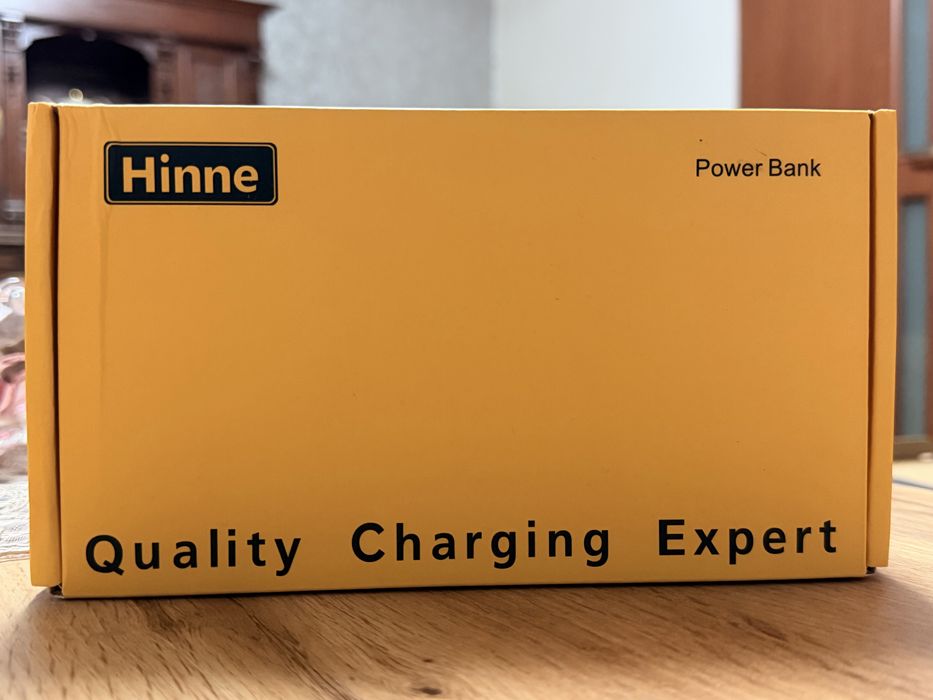 Hinne
Power Bank
Quality Charging Expert